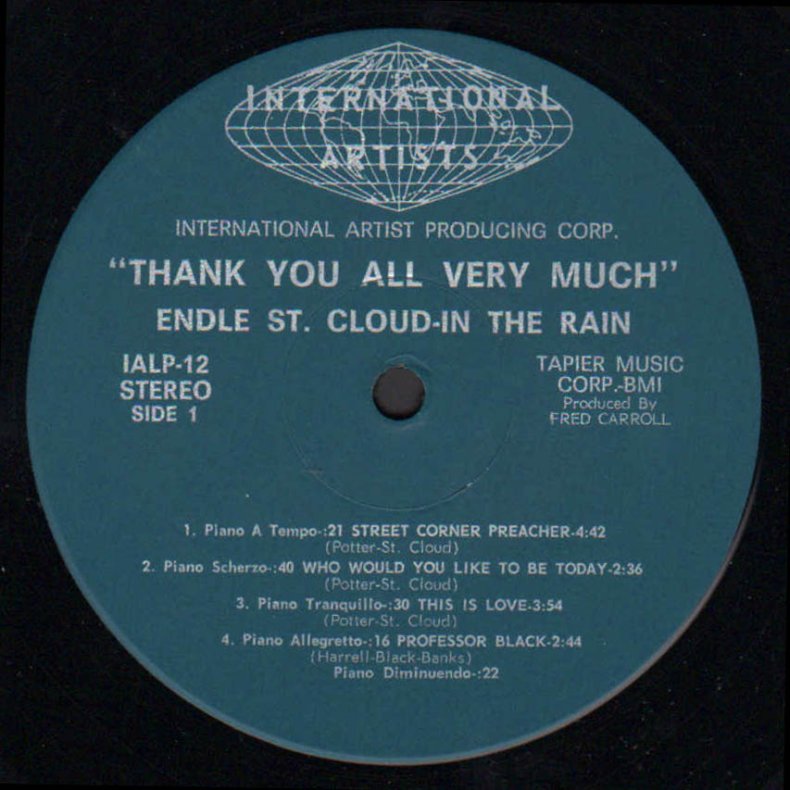 INTERNATIONAL
ARTISTS
INTERNATIONAL ARTIST PRODUCING CORP.
"THANK YOU ALL VERY MUCH"
ENDLE ST. CLOUD-IN THE RAIN
IALP-12
STEREO
SIDE 1
TAPIER MUSIC
CORP.-BMI
Produced By
FRED CARROLL
1. Piano A Tempo-:21 STREET CORNER PREACHER-4:42
(Potter-St. Cloud)
2. Piano Scherzo-:40 WHO WOULD YOU LIKE TO BE TODAY-2:36
(Potter-St. Cloud)
3. Piano Tranquillo-:30 THIS IS LOVE-3:54
(Potter-St. Cloud)
4. Piano Allegretto-:16 PROFESSOR BLACK-2:44
(Harrell-Black-Banks)
Piano Diminuendo-:22